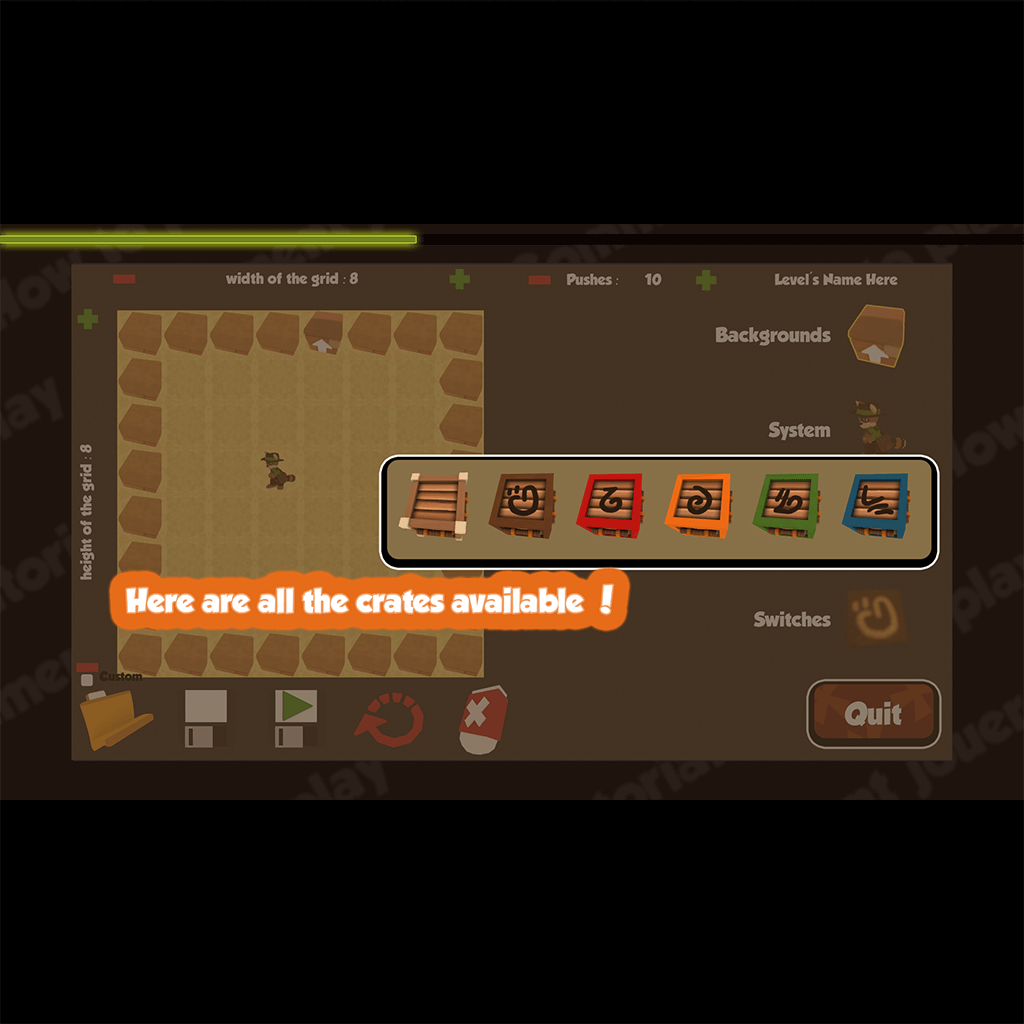 width of the grid : 8
Pushes : 10
Level's Name Here
Backgrounds
System
height of the grid : 8
Here are all the crates available !
Switches
Custom
Quit